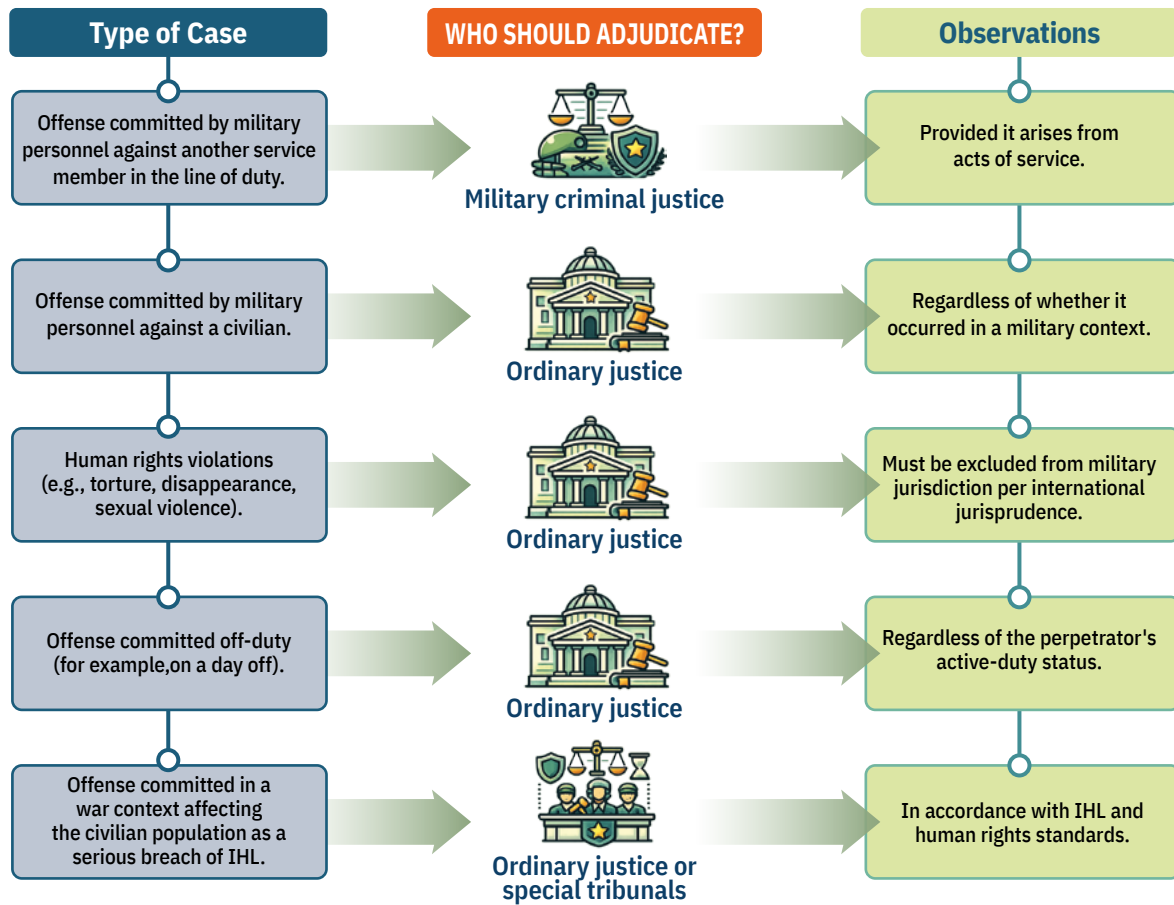 Type of Case
WHO SHOULD ADJUDICATE?
Observations
Offense committed by military
personnel against another service
member in the line of duty.
Military criminal justice
Provided it arises from
acts of service.
Offense committed by military
personnel against a civilian.
Ordinary justice
Regardless of whether it
occurred in a military context.
Human rights violations
(e.g., torture, disappearance,
sexual violence).
Ordinary justice
Must be excluded from military
jurisdiction per international
jurisprudence.
Offense committed off-duty
(for example,on a day off).
Ordinary justice
Regardless of the perpetrator's
active-duty status.
Offense committed in a
war context affecting
the civilian population as a
serious breach of IHL.
Ordinary justice or
special tribunals
In accordance with IHL and
human rights standards.